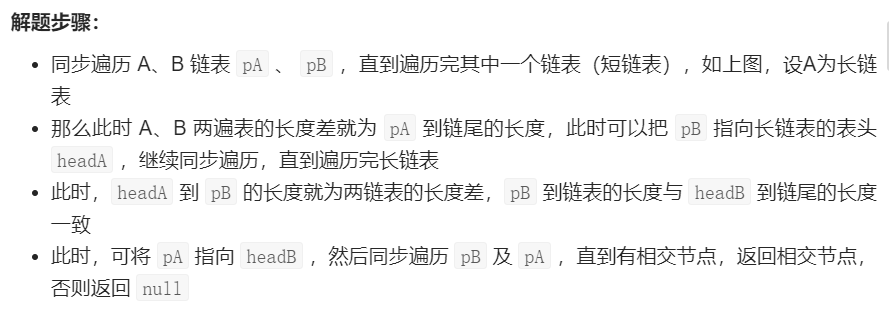 解题步骤：
• 同步遍历 A、B 链表 pA 、 pB ，直到遍历完其中一个链表（短链表），如上图，设A为长链
表
• 那么此时 A、B 两遍表的长度差就为 pA 到链尾的长度，此时可以把 pB 指向长链表的表头
headA ，继续同步遍历，直到遍历完长链表
• 此时， headA 到 pB 的长度就为两链表的长度差， pB 到链表的长度与 headB 到链尾的长度
一致
• 此时，可将 pA 指向 headB ，然后同步遍历 pB 及 pA ，直到有相交节点，返回相交节点，
否则返回 null